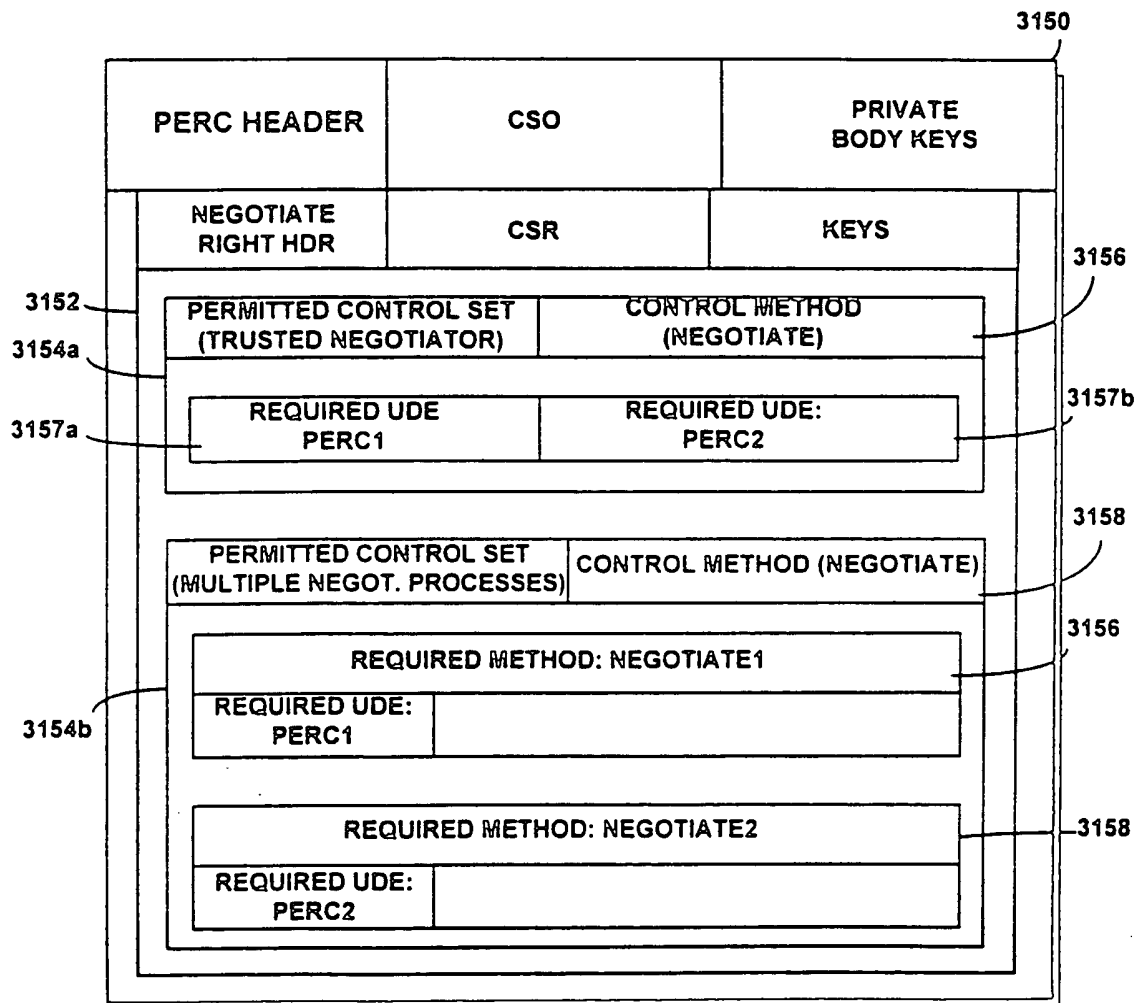 3150
PERC HEADER
CSO
PRIVATE
BODY KEYS
NEGOTIATE
RIGHT HDR
CSR
KEYS
3156
3152
PERMITTED CONTROL SET
(TRUSTED NEGOTIATOR)
CONTROL METHOD
(NEGOTIATE)
3154a
3157a
REQUIRED UDE
PERC1
REQUIRED UDE:
PERC2
3157b
3158
PERMITTED CONTROL SET
(MULTIPLE NEGOT. PROCESSES)
CONTROL METHOD (NEGOTIATE)
3156
REQUIRED METHOD: NEGOTIATE1
3154b
REQUIRED UDE:
PERC1
REQUIRED METHOD: NEGOTIATE2
3158
REQUIRED UDE:
PERC2